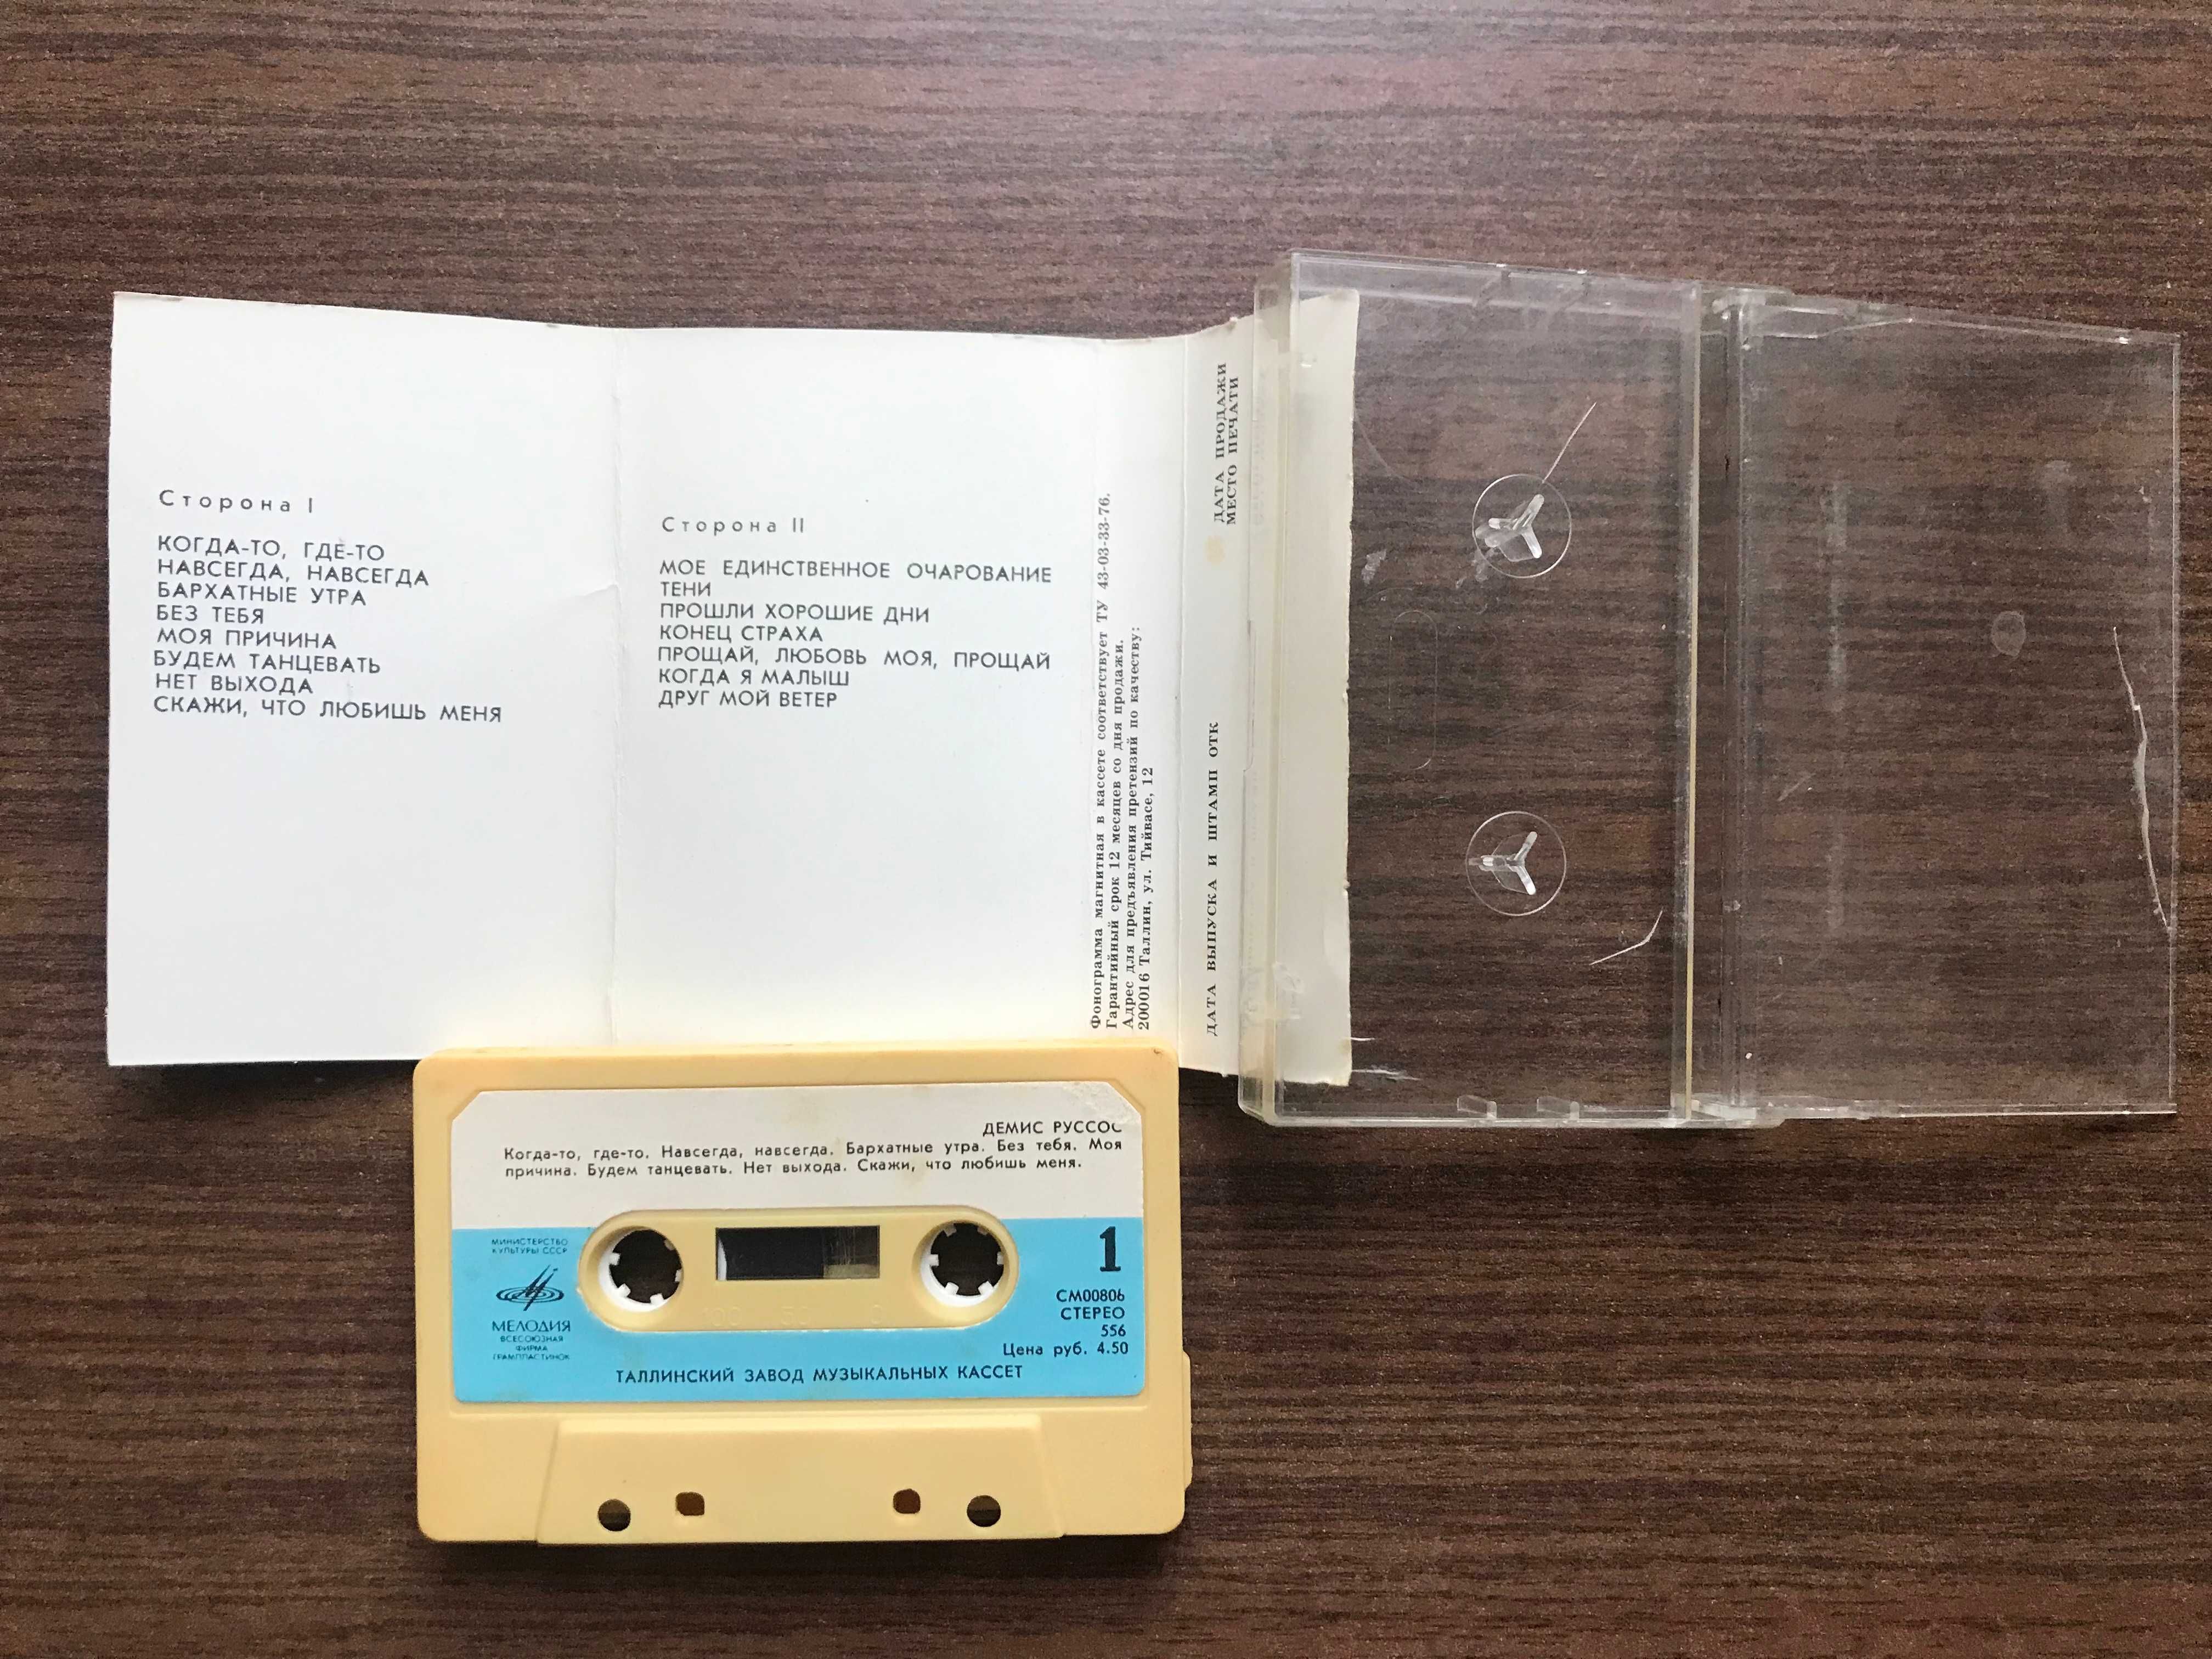 Сторона I
КОГДА-ТО, ГДЕ-ТО
НАВСЕГДА, НАВСЕГДА
БАРХАТНЫЕ УТРА
БЕЗ ТЕБЯ
МОЯ ПРИЧИНА
БУДЕМ ТАНЦЕВАТЬ
НЕТ ВЫХОДА
СКАЖИ, ЧТО ЛЮБИШЬ МЕНЯ
Сторона II
МОЕ ЕДИНСТВЕННОЕ ОЧАРОВАНИЕ
ТЕНИ
ПРОШЛИ ХОРОШИЕ ДНИ
КОНЕЦ СТРАХА
ПРОЩАЙ, ЛЮБОВЬ МОЯ, ПРОЩАЙ
КОГДА Я МАЛЫШ
ДРУГ МОЙ ВЕТЕР
Фонограмма магнитная в кассете соответствует ТУ 43-03-33-76.
Гарантийный срок 12 месяцев со дня продажи.
Адрес для предъявления претензий по качеству:
200016 Таллин, ул. Тийвасе, 12
ДАТА ВЫПУСКА И ШТАМП ОТК
ДАТА ПРОДАЖИ
МЕСТО ПЕЧАТИ
ДЕМИС РУССОС
Когда-то, где-то. Навсегда, навсегда. Бархатные утра. Без тебя. Моя
причина. Будем танцевать. Нет выхода. Скажи, что любишь меня.
МИНИСТЕРСТВО
КУЛЬТУРЫ СССР
МЕЛОДИЯ
ВСЕСОЮЗНАЯ
ФИРМА
ГРАМПЛАСТИНОК
1
СМ00806
СТЕРЕО
556
Цена руб. 4.50
100 50 0
ТАЛЛИНСКИЙ ЗАВОД МУЗЫКАЛЬНЫХ КАССЕТ